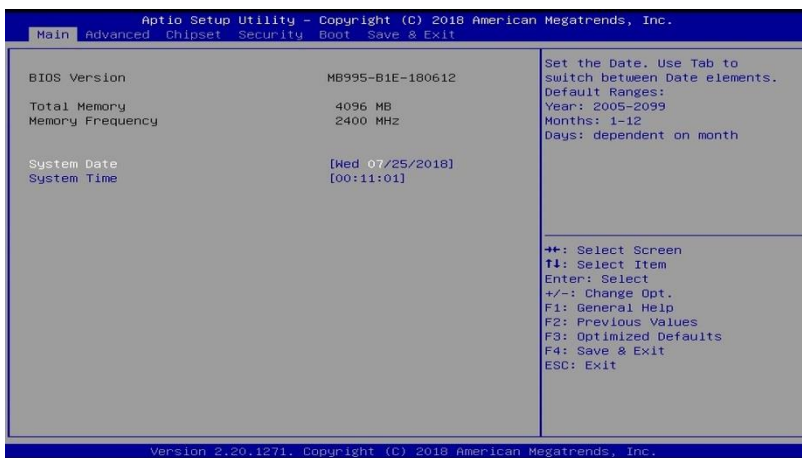 Aptio Setup Utility – Copyright (C) 2018 American Megatrends, Inc.
Main Advanced Chipset Security Boot Save & Exit
BIOS Version MB995-B1E-180612
Total Memory 4096 MB
Memory Frequency 2400 MHz
System Date [Wed 07/25/2018]
System Time [00:11:01]
Set the Date. Use Tab to
switch between Date elements.
Default Ranges:
Year: 2005-2099
Months: 1-12
Days: dependent on month
→←: Select Screen
↑↓: Select Item
Enter: Select
+/-: Change Opt.
F1: General Help
F2: Previous Values
F3: Optimized Defaults
F4: Save & Exit
ESC: Exit
Version 2.20.1271. Copyright (C) 2018 American Megatrends, Inc.